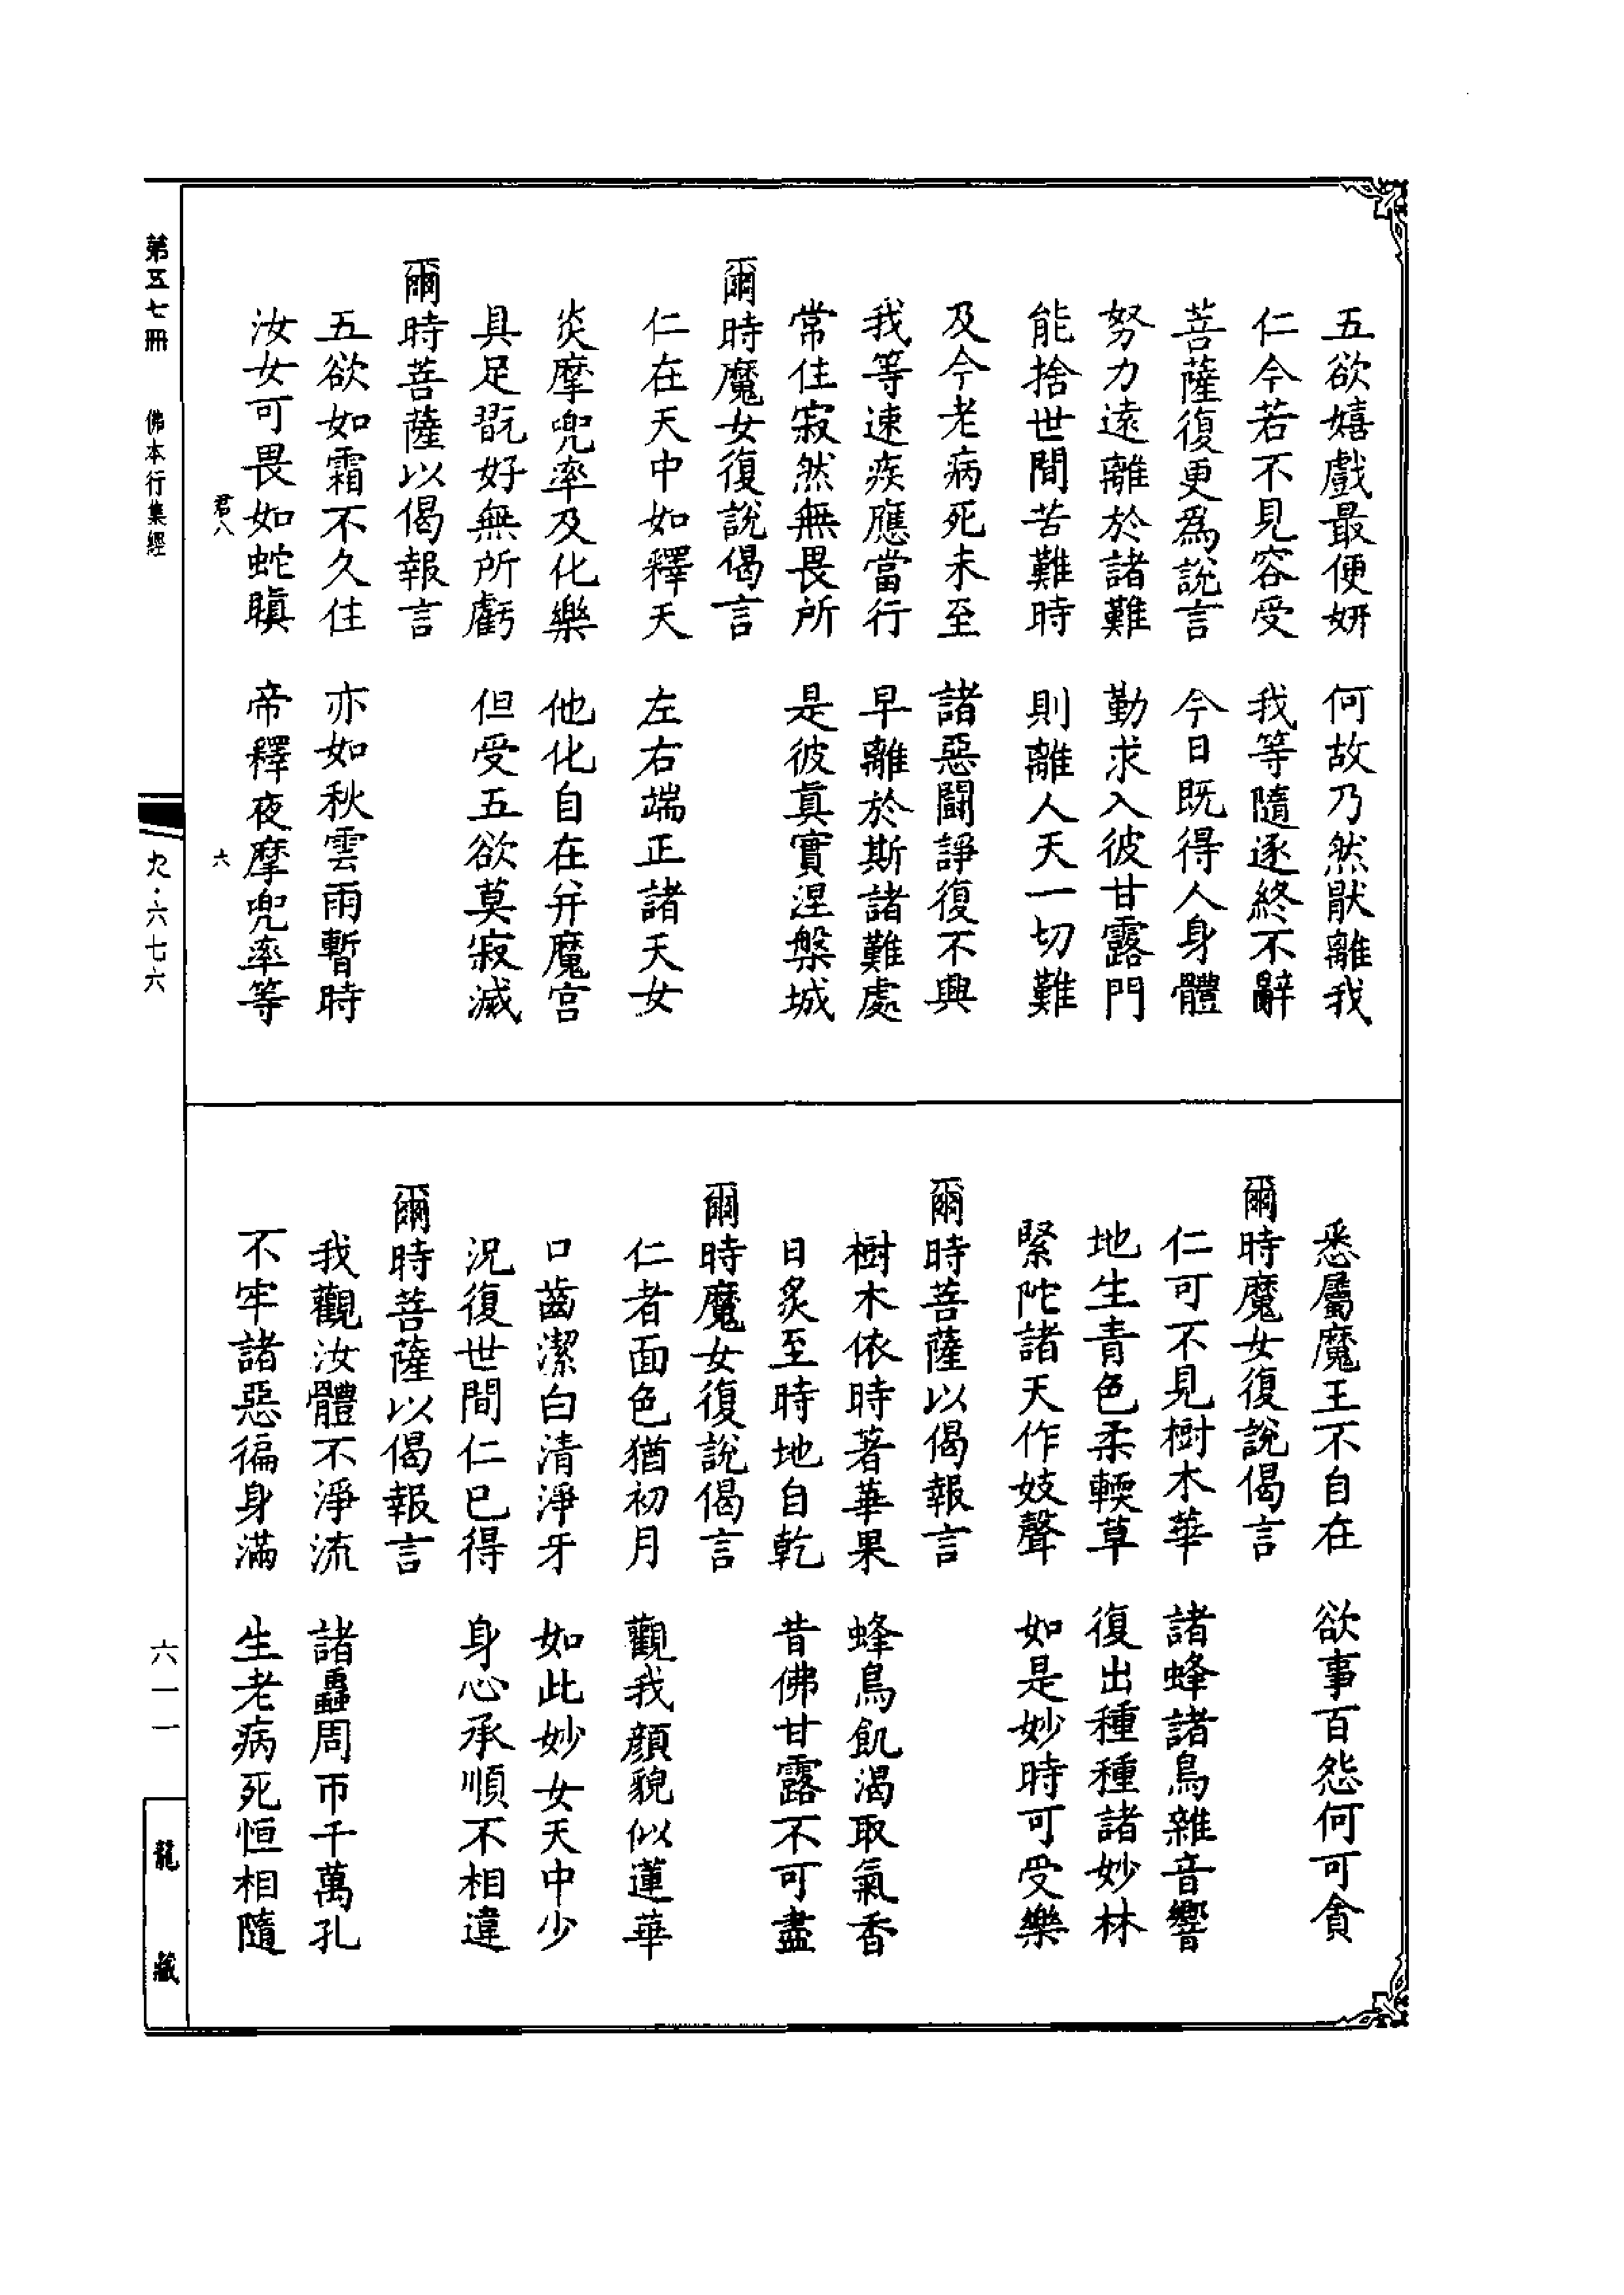 五欲嬉戲最便妍　何故乃然猒離我
仁今若不見容受　我等隨逐終不辭
菩薩復更爲說言　今日既得人身體
努力遠離於諸難　勤求入彼甘露門
能捨世間苦難時　則離人天一切難
及今老病死未至　諸惡鬬諍復不興
我等速疾應當行　早離於斯諸難處
常住寂然無畏所　是彼眞實涅槃城
爾時魔女復說偈言
仁在天中如釋天　左右端正諸天女
炎摩兜率及化樂　他化自在并魔宮
具足翫好無所虧　但受五欲莫寂滅
爾時菩薩以偈報言
五欲如霜不久住　亦如秋雲雨暫時
汝女可畏如蛇瞋　帝釋夜摩兜率等
君八　六
悉屬魔王不自在　欲事百怨何可貪
爾時魔女復說偈言
仁可不見樹木華　諸蜂諸鳥雜音響
地生青色柔輭草　復出種種諸妙林
緊陀諸天作妓聲　如是妙時可受樂
爾時菩薩以偈報言
樹木依時著華果　蜂鳥飢渴取氣香
日炙至時地自乾　昔佛甘露不可盡
爾時魔女復說偈言
仁者面色猶初月　觀我顏貌似蓮華
口齒潔白清淨牙　如此妙女天中少
況復世間仁已得　身心承順不相違
爾時菩薩以偈報言
我觀汝體不淨流　諸蟲周帀千萬孔
不牢諸惡徧身滿　生老病死恒相隨
第五七冊　佛本行集經　九·六七六　六一一　龍藏